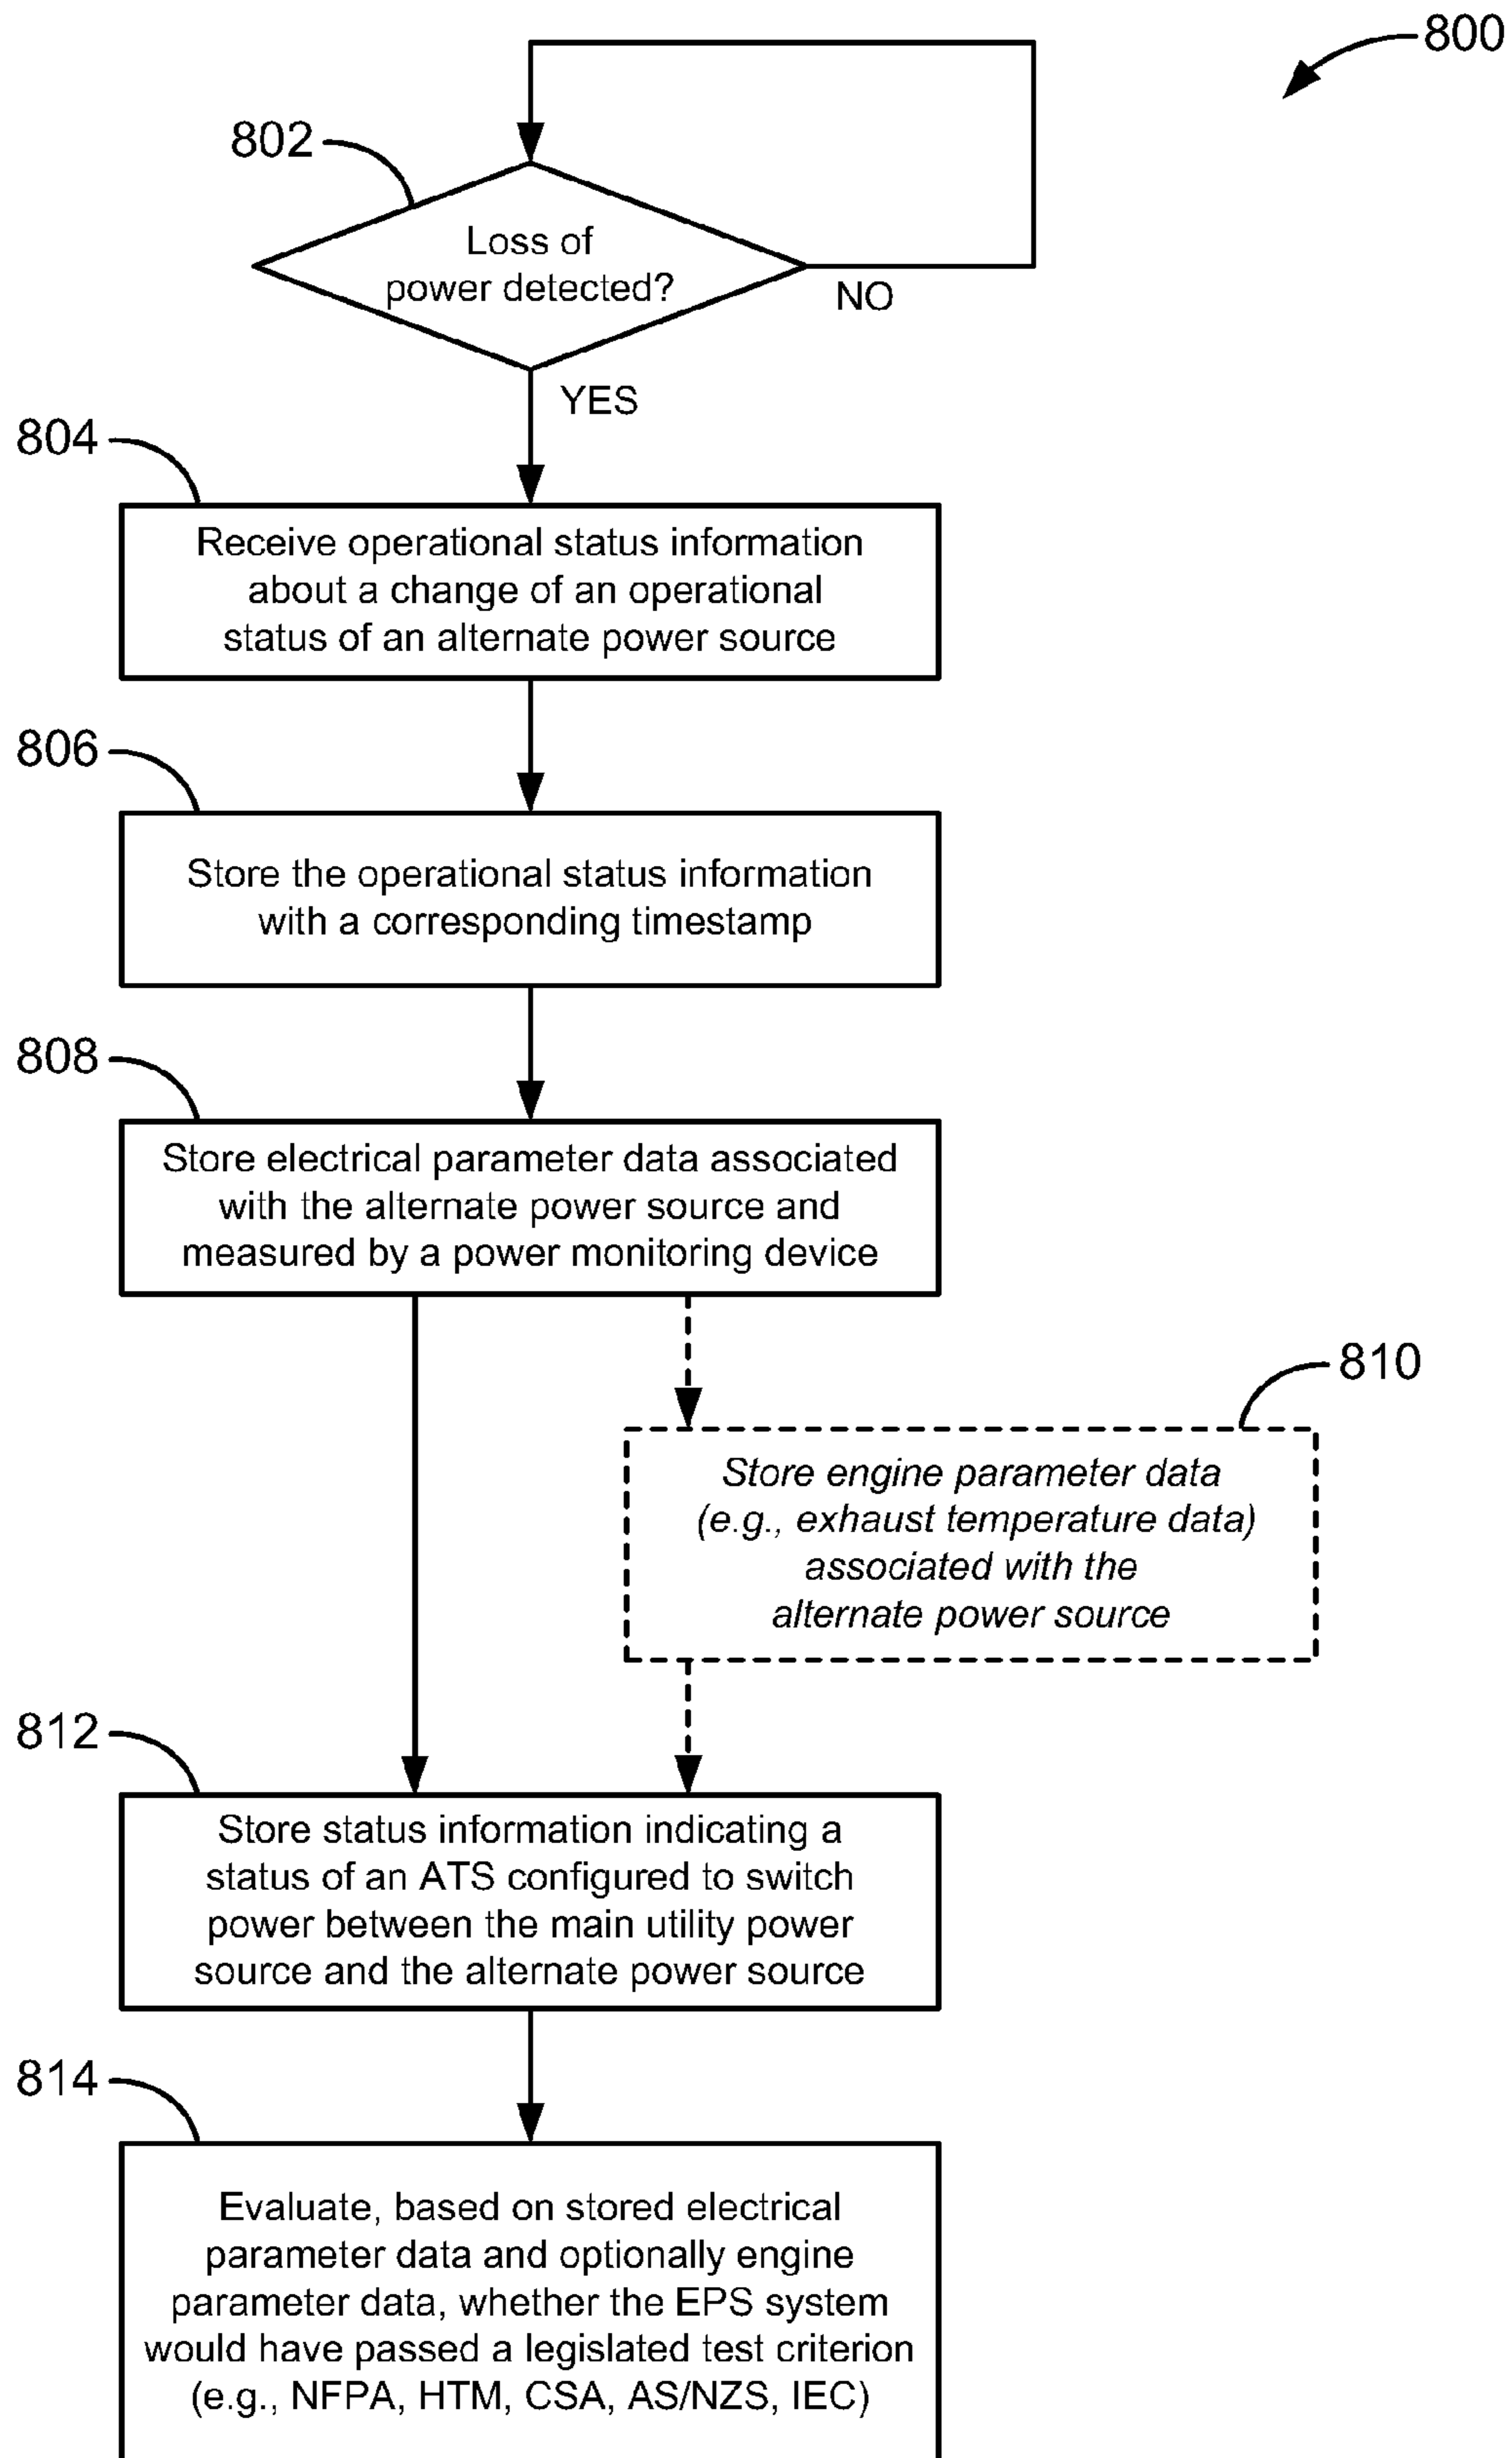 800
802
Loss of
power detected?
NO
YES
804
Receive operational status information
about a change of an operational
status of an alternate power source
806
Store the operational status information
with a corresponding timestamp
808
Store electrical parameter data associated
with the alternate power source and
measured by a power monitoring device
810
Store engine parameter data
(e.g., exhaust temperature data)
associated with the
alternate power source
812
Store status information indicating a
status of an ATS configured to switch
power between the main utility power
source and the alternate power source
814
Evaluate, based on stored electrical
parameter data and optionally engine
parameter data, whether the EPS system
would have passed a legislated test criterion
(e.g., NFPA, HTM, CSA, AS/NZS, IEC)